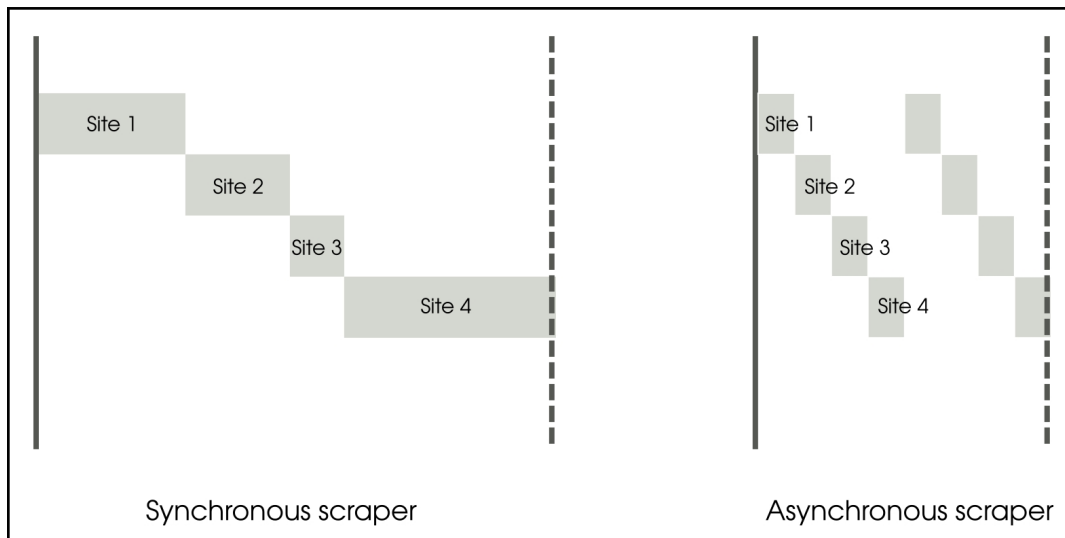 Site 1
Site 2
Site 3
Site 4
Synchronous scraper
Site 1
Site 2
Site 3
Site 4
Asynchronous scraper